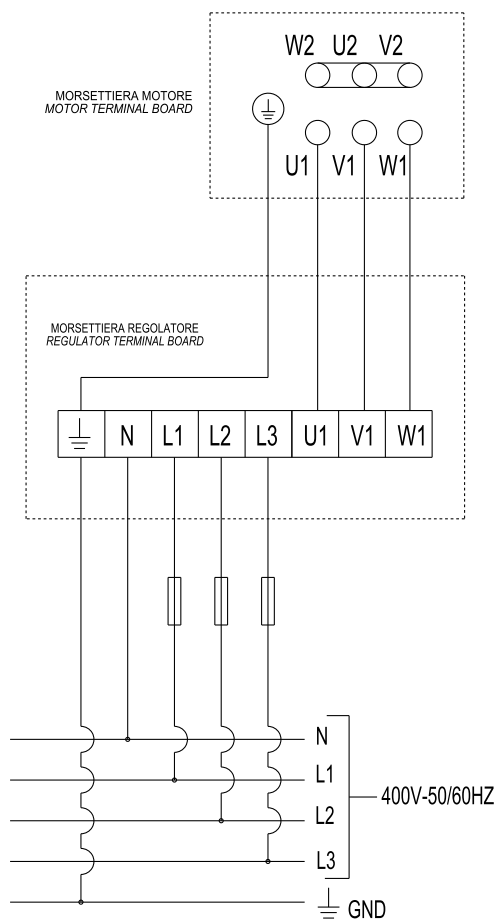 W2 U2 V2
MORSETTIERA MOTORE
MOTOR TERMINAL BOARD
U1 V1 W1
MORSETTIERA REGOLATORE
REGULATOR TERMINAL BOARD
N L1 L2 L3 U1 V1 W1
N
L1
400V-50/60HZ
L2
L3
GND